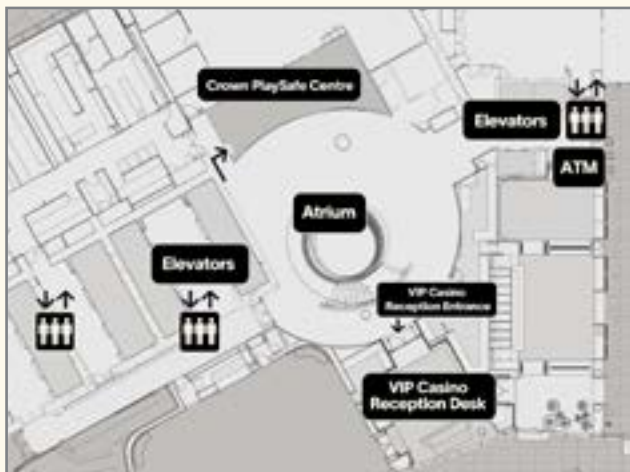 Crown PlaySafe Centre
Elevators
ATM
Atrium
Elevators
VIP Casino
Reception Entrance
VIP Casino
Reception Desk